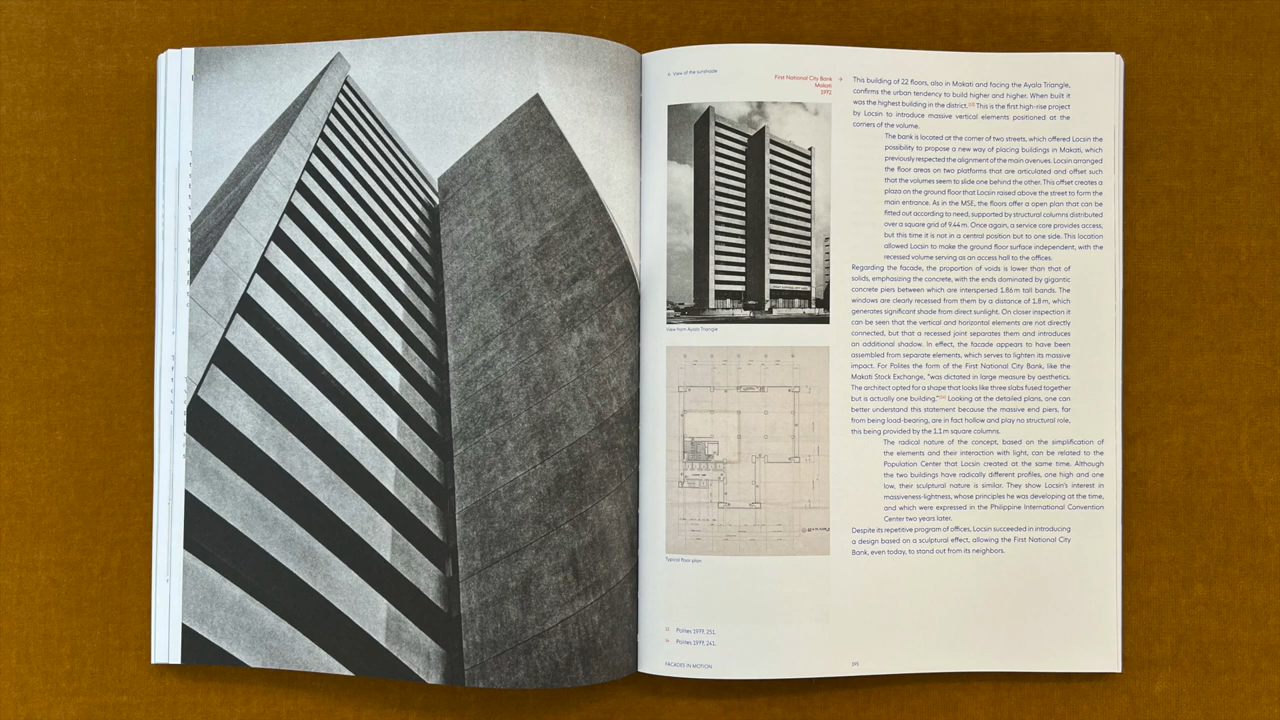 ← View of the sunshade
First National City Bank →
Makati
1972
FIRST NATIONAL CITY BANK
View from Ayala Triangle
Typical floor plan
This building of 22 floors, also in Makati and facing the Ayala Triangle,
confirms the urban tendency to build higher and higher. When built it
was the highest building in the district.[13] This is the first high-rise project
by Locsin to introduce massive vertical elements positioned at the
corners of the volume.
The bank is located at the corner of two streets, which offered Locsin the
possibility to propose a new way of placing buildings in Makati, which
previously respected the alignment of the main avenues. Locsin arranged
the floor areas on two platforms that are articulated and offset such
that the volumes seem to slide one behind the other. This offset creates a
plaza on the ground floor that Locsin raised above the street to form the
main entrance. As in the MSE, the floors offer a open plan that can be
fitted out according to need, supported by structural columns distributed
over a square grid of 9.44 m. Once again, a service core provides access,
but this time it is not in a central position but to one side. This location
allowed Locsin to make the ground floor surface independent, with the
recessed volume serving as an access hall to the offices.
Regarding the facade, the proportion of voids is lower than that of
solids, emphasizing the concrete, with the ends dominated by gigantic
concrete piers between which are interspersed 1.86 m tall bands. The
windows are clearly recessed from them by a distance of 1.8 m, which
generates significant shade from direct sunlight. On closer inspection it
can be seen that the vertical and horizontal elements are not directly
connected, but that a recessed joint separates them and introduces
an additional shadow. In effect, the facade appears to have been
assembled from separate elements, which serves to lighten its massive
impact. For Polites the form of the First National City Bank, like the
Makati Stock Exchange, "was dictated in large measure by aesthetics.
The architect opted for a shape that looks like three slabs fused together
but is actually one building."[14] Looking at the detailed plans, one can
better understand this statement because the massive end piers, far
from being load-bearing, are in fact hollow and play no structural role,
this being provided by the 1.1 m square columns.
The radical nature of the concept, based on the simplification of
the elements and their interaction with light, can be related to the
Population Center that Locsin created at the same time. Although
the two buildings have radically different profiles, one high and one
low, their sculptural nature is similar. They show Locsin's interest in
massiveness-lightness, whose principles he was developing at the time,
and which were expressed in the Philippine International Convention
Center two years later.
Despite its repetitive program of offices, Locsin succeeded in introducing
a design based on a sculptural effect, allowing the First National City
Bank, even today, to stand out from its neighbors.
Polites 1977, 251.
Polites 1977, 241.
FACADES IN MOTION
195